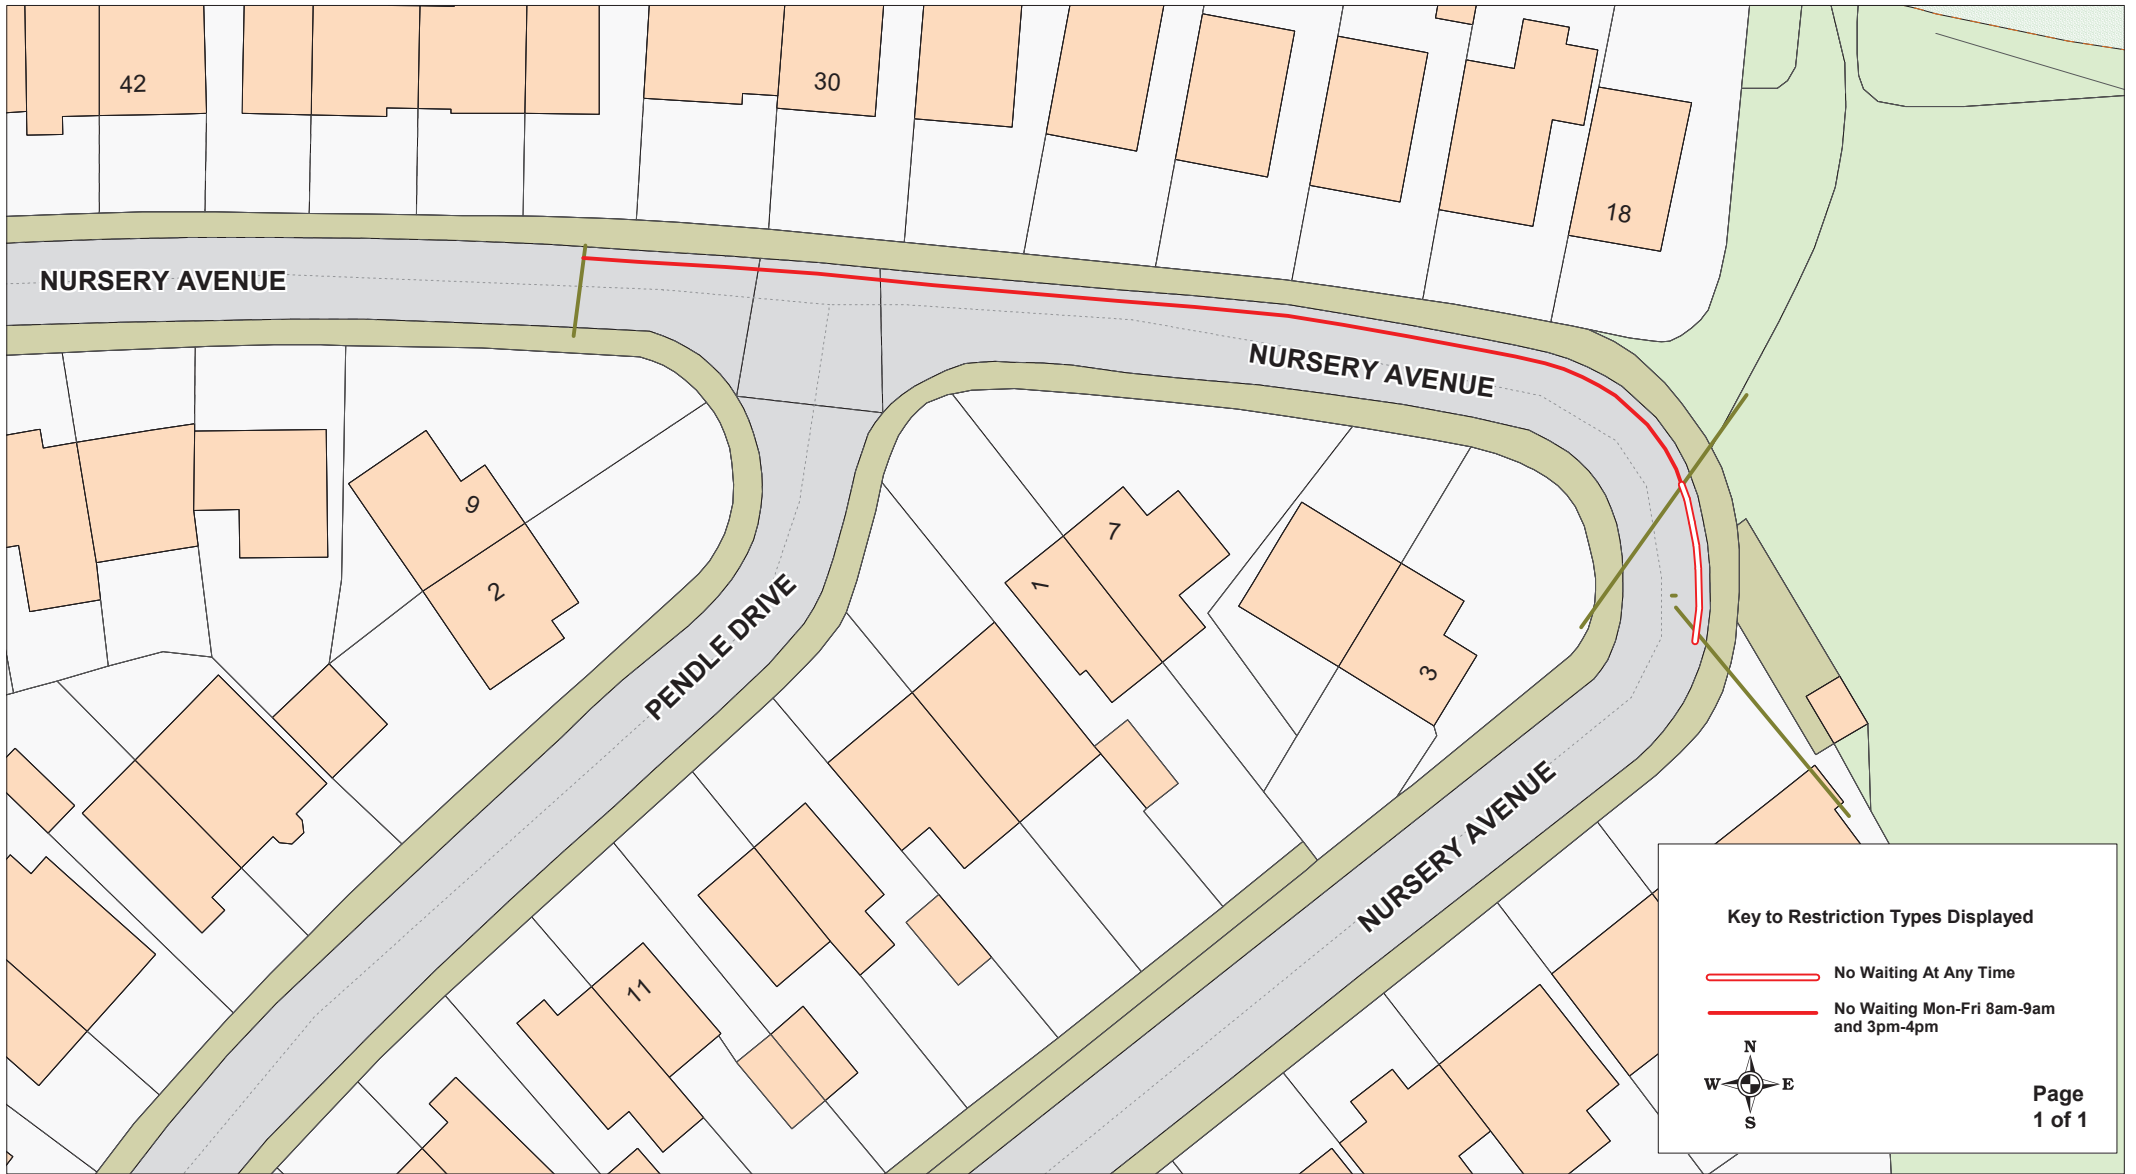 42
30
18
NURSERY AVENUE
NURSERY AVENUE
9
2
PENDLE DRIVE
1
7
3
NURSERY AVENUE
11
Key to Restriction Types Displayed
No Waiting At Any Time
No Waiting Mon-Fri 8am-9am
and 3pm-4pm
N
W E
S
Page
1 of 1